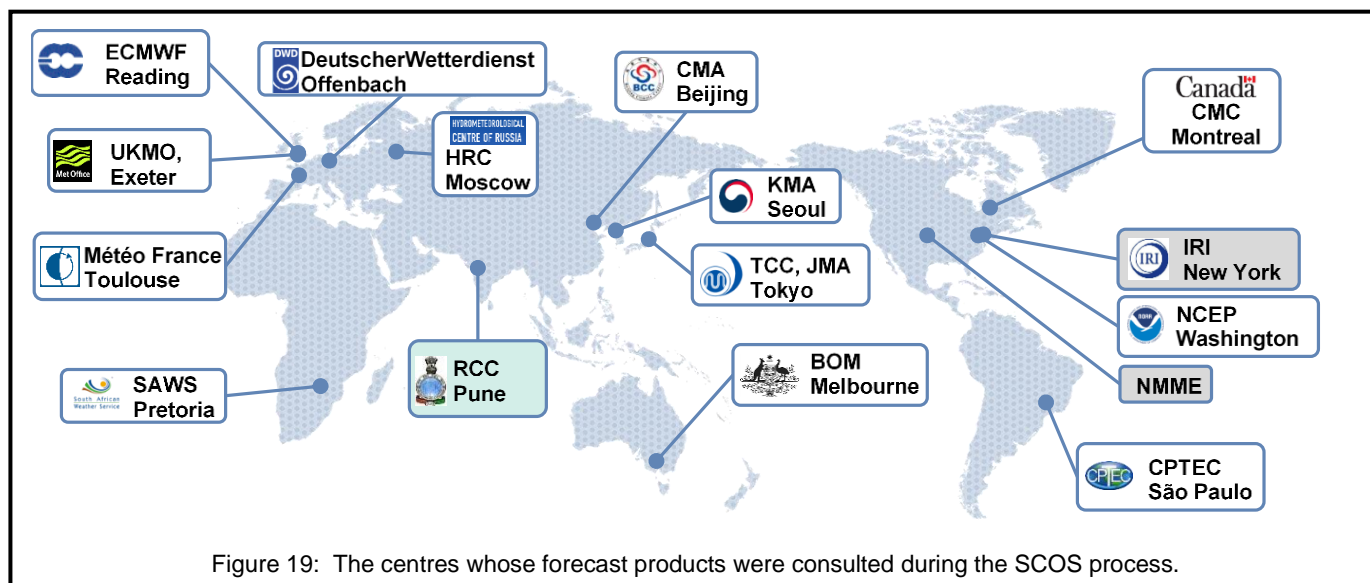 ECMWF
Reading
DWD
DeutscherWetterdienst
Offenbach
BCC
CMA
Beijing
Canada
CMC
Montreal
Met Office
UKMO,
Exeter
HYDROMETEOROLOGICAL
CENTRE OF RUSSIA
HRC
Moscow
KMA
Seoul
Météo France
Toulouse
TCC, JMA
Tokyo
IRI
IRI
New York
NCEP
Washington
South African
Weather Service
SAWS
Pretoria
RCC
Pune
BOM
Melbourne
NMME
CPTEC
CPTEC
São Paulo
Figure 19: The centres whose forecast products were consulted during the SCOS process.